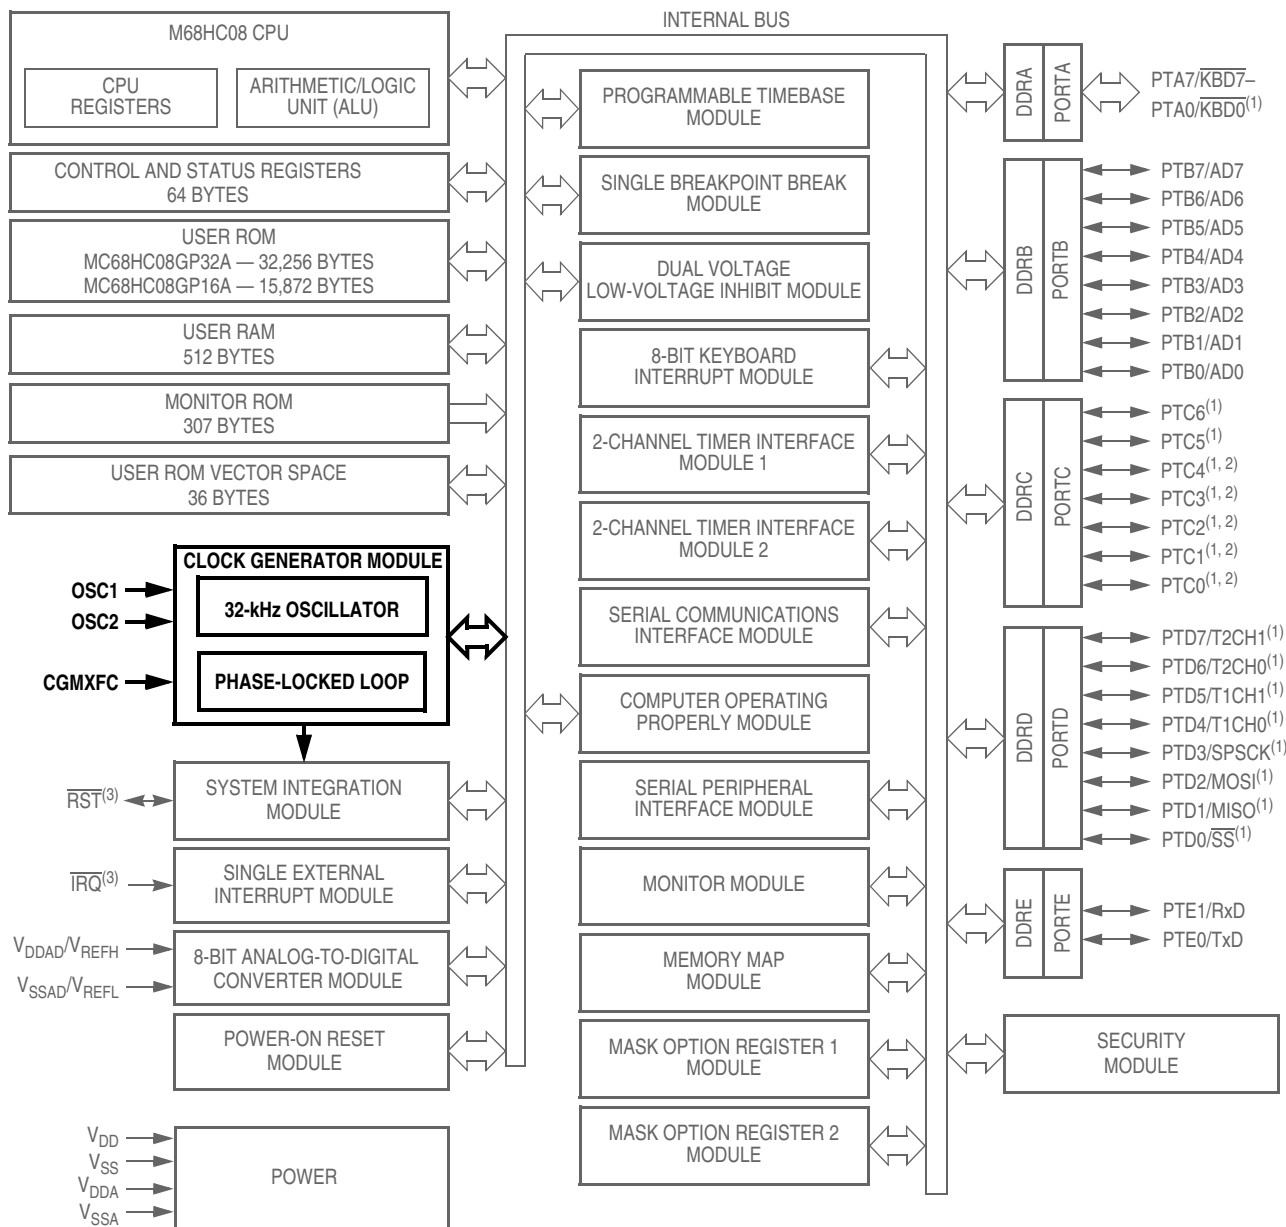 INTERNAL BUS
M68HC08 CPU
CPU
REGISTERS
ARITHMETIC/LOGIC
UNIT (ALU)
CONTROL AND STATUS REGISTERS
64 BYTES
USER ROM
MC68HC08GP32A — 32,256 BYTES
MC68HC08GP16A — 15,872 BYTES
USER RAM
512 BYTES
MONITOR ROM
307 BYTES
USER ROM VECTOR SPACE
36 BYTES
CLOCK GENERATOR MODULE
OSC1
OSC2
32-kHz OSCILLATOR
CGMXFC
PHASE-LOCKED LOOP
RST(3)
SYSTEM INTEGRATION
MODULE
IRQ(3)
SINGLE EXTERNAL
INTERRUPT MODULE
VDDAD/VREFH
VSSAD/VREFL
8-BIT ANALOG-TO-DIGITAL
CONVERTER MODULE
POWER-ON RESET
MODULE
VDD
VSS
VDDA
VSSA
POWER
PROGRAMMABLE TIMEBASE
MODULE
SINGLE BREAKPOINT BREAK
MODULE
DUAL VOLTAGE
LOW-VOLTAGE INHIBIT MODULE
8-BIT KEYBOARD
INTERRUPT MODULE
2-CHANNEL TIMER INTERFACE
MODULE 1
2-CHANNEL TIMER INTERFACE
MODULE 2
SERIAL COMMUNICATIONS
INTERFACE MODULE
COMPUTER OPERATING
PROPERLY MODULE
SERIAL PERIPHERAL
INTERFACE MODULE
MONITOR MODULE
MEMORY MAP
MODULE
MASK OPTION REGISTER 1
MODULE
MASK OPTION REGISTER 2
MODULE
DDRA
PORTA
PTA7/KBD7–
PTA0/KBD0(1)
DDRB
PORTB
PTB7/AD7
PTB6/AD6
PTB5/AD5
PTB4/AD4
PTB3/AD3
PTB2/AD2
PTB1/AD1
PTB0/AD0
DDRC
PORTC
PTC6(1)
PTC5(1)
PTC4(1, 2)
PTC3(1, 2)
PTC2(1, 2)
PTC1(1, 2)
PTC0(1, 2)
DDRD
PORTD
PTD7/T2CH1(1)
PTD6/T2CH0(1)
PTD5/T1CH1(1)
PTD4/T1CH0(1)
PTD3/SPSCK(1)
PTD2/MOSI(1)
PTD1/MISO(1)
PTD0/SS(1)
DDRE
PORTE
PTE1/RxD
PTE0/TxD
SECURITY
MODULE